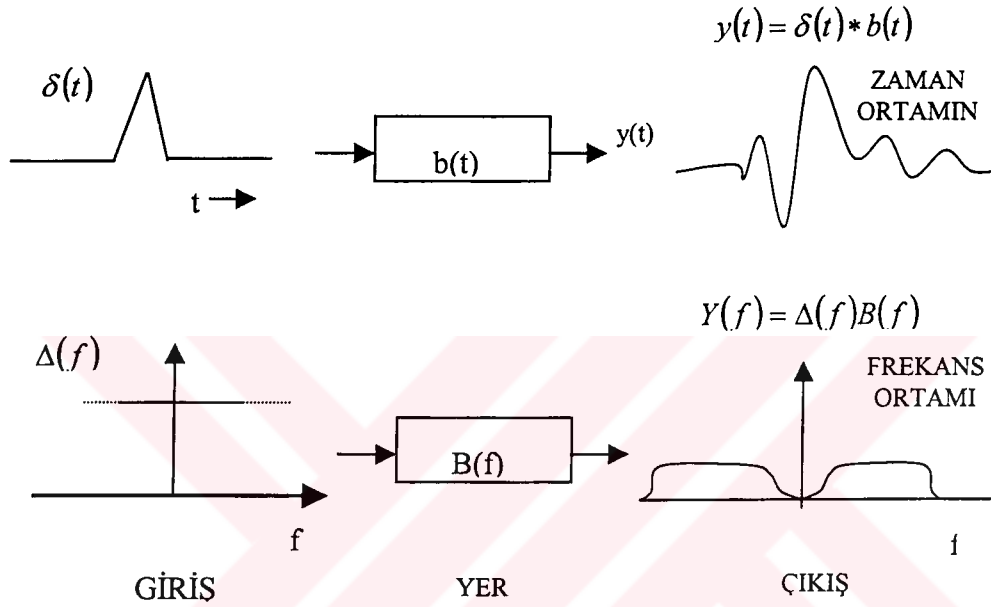 y(t) = δ(t) * b(t)
δ(t)
ZAMAN
ORTAMIN
b(t)
y(t)
t
Y(f) = Δ(f)B(f)
Δ(f)
FREKANS
ORTAMI
B(f)
f
f
GİRİŞ
YER
ÇIKIŞ